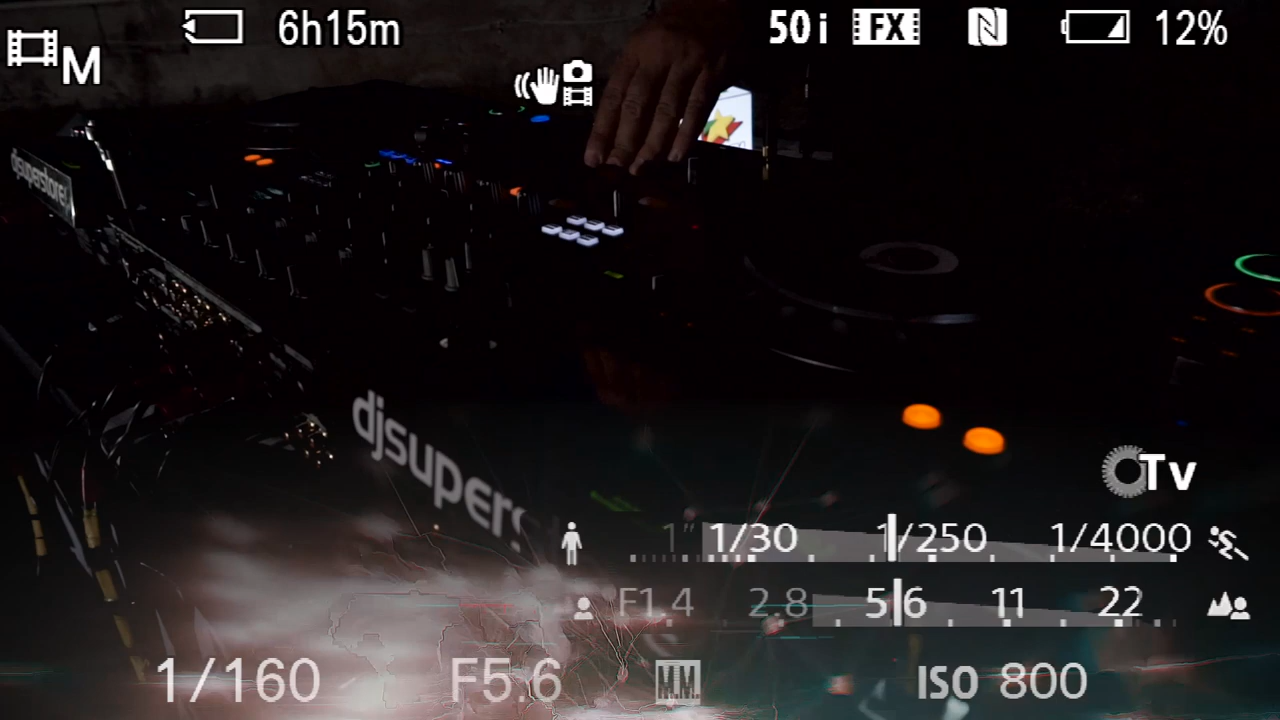 M 6h15m 50i FX N 12%
djsuperstore
djsupers
Tv
1" 1/30 1/250 1/4000
F1.4 2.8 5.6 11 22
1/160 F5.6 M.M. ISO 800